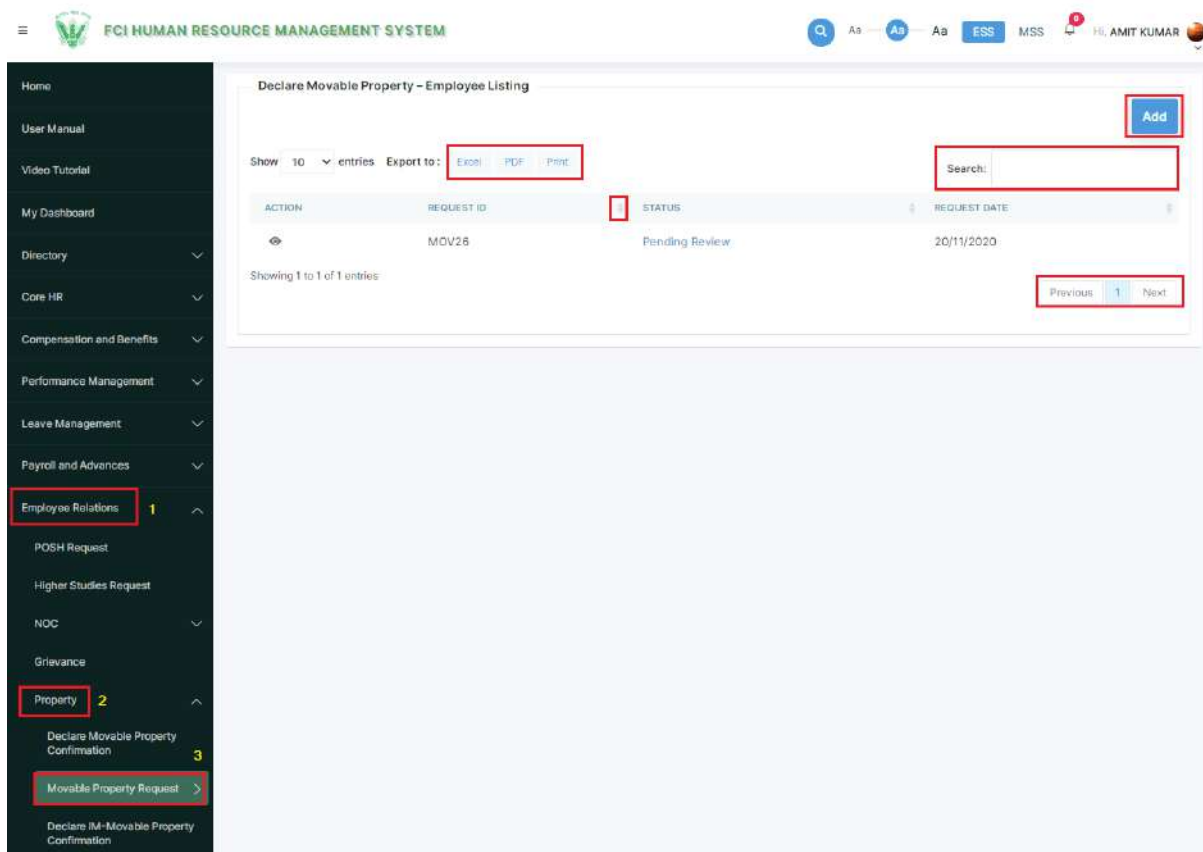 FCI HUMAN RESOURCE MANAGEMENT SYSTEM
Aa Aa Aa ESS MSS 0 Hi, AMIT KUMAR
Home
User Manual
Video Tutorial
My Dashboard
Directory
Core HR
Compensation and Benefits
Performance Management
Leave Management
Payroll and Advances
Employee Relations 1
POSH Request
Higher Studies Request
NOC
Grievance
Property 2
Declare Movable Property
Confirmation
3
Movable Property Request
Declare IM-Movable Property
Confirmation
Declare Movable Property – Employee Listing
Add
Show 10 entries Export to : Excel PDF Print
Search:
ACTION REQUEST ID STATUS REQUEST DATE
MOV26 Pending Review 20/11/2020
Showing 1 to 1 of 1 entries
Previous 1 Next